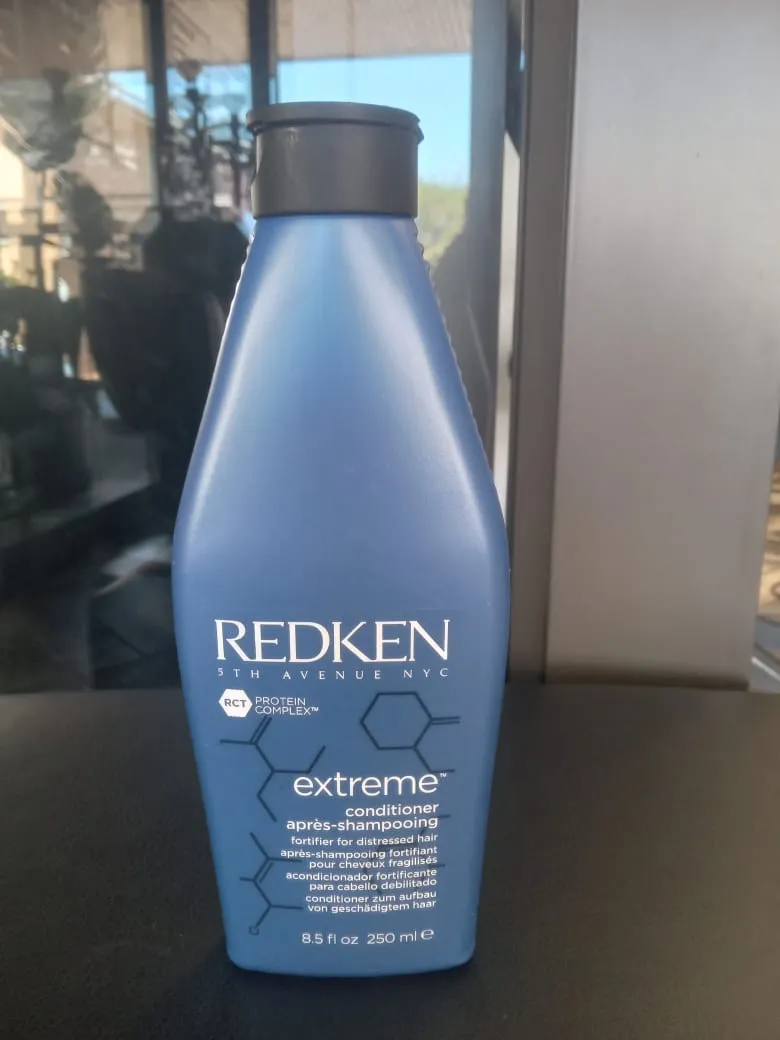 REDKEN
5TH AVENUE NYC
RCT PROTEIN
COMPLEX™
extreme™
conditioner
après-shampooing
fortifier for distressed hair
après-shampooing fortifiant
pour cheveux fragilisés
acondicionador fortificante
para cabello debilitado
conditioner zum aufbau
von geschädigtem haar
8.5 fl oz 250 ml ℮